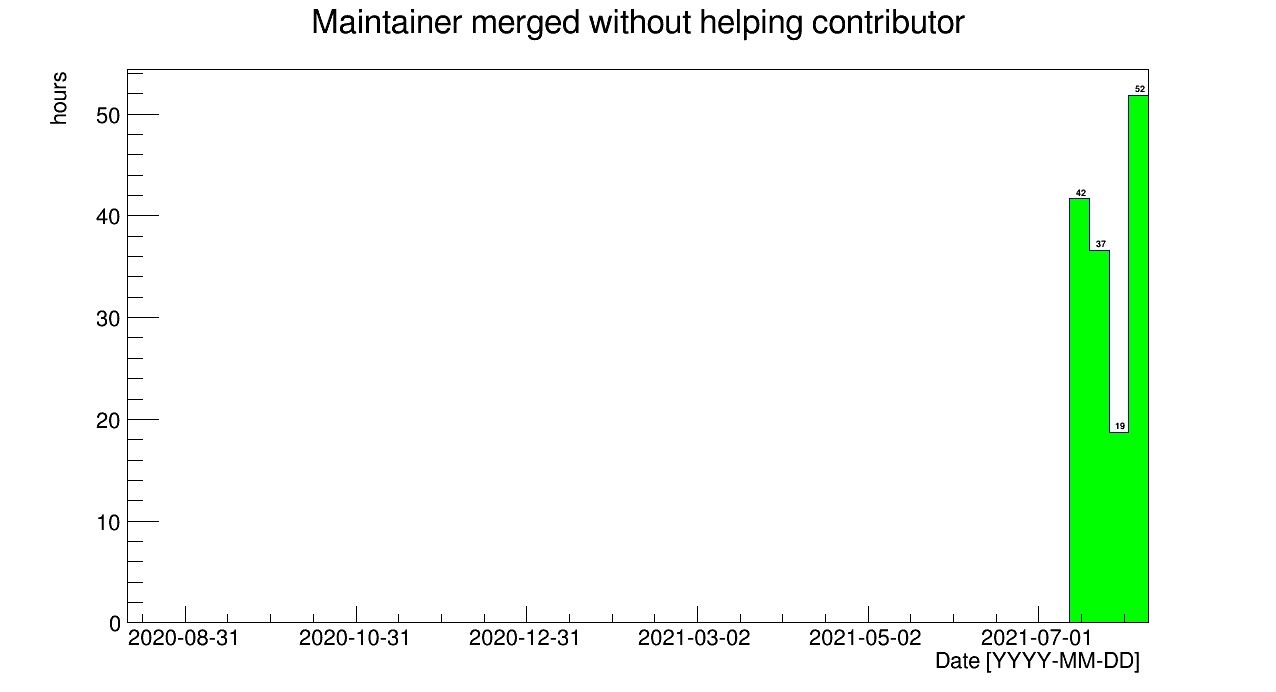 Maintainer merged without helping contributor
hours
50
40
30
20
10
0
42
37
19
52
2020-08-31 2020-10-31 2020-12-31 2021-03-02 2021-05-02 2021-07-01
Date [YYYY-MM-DD]